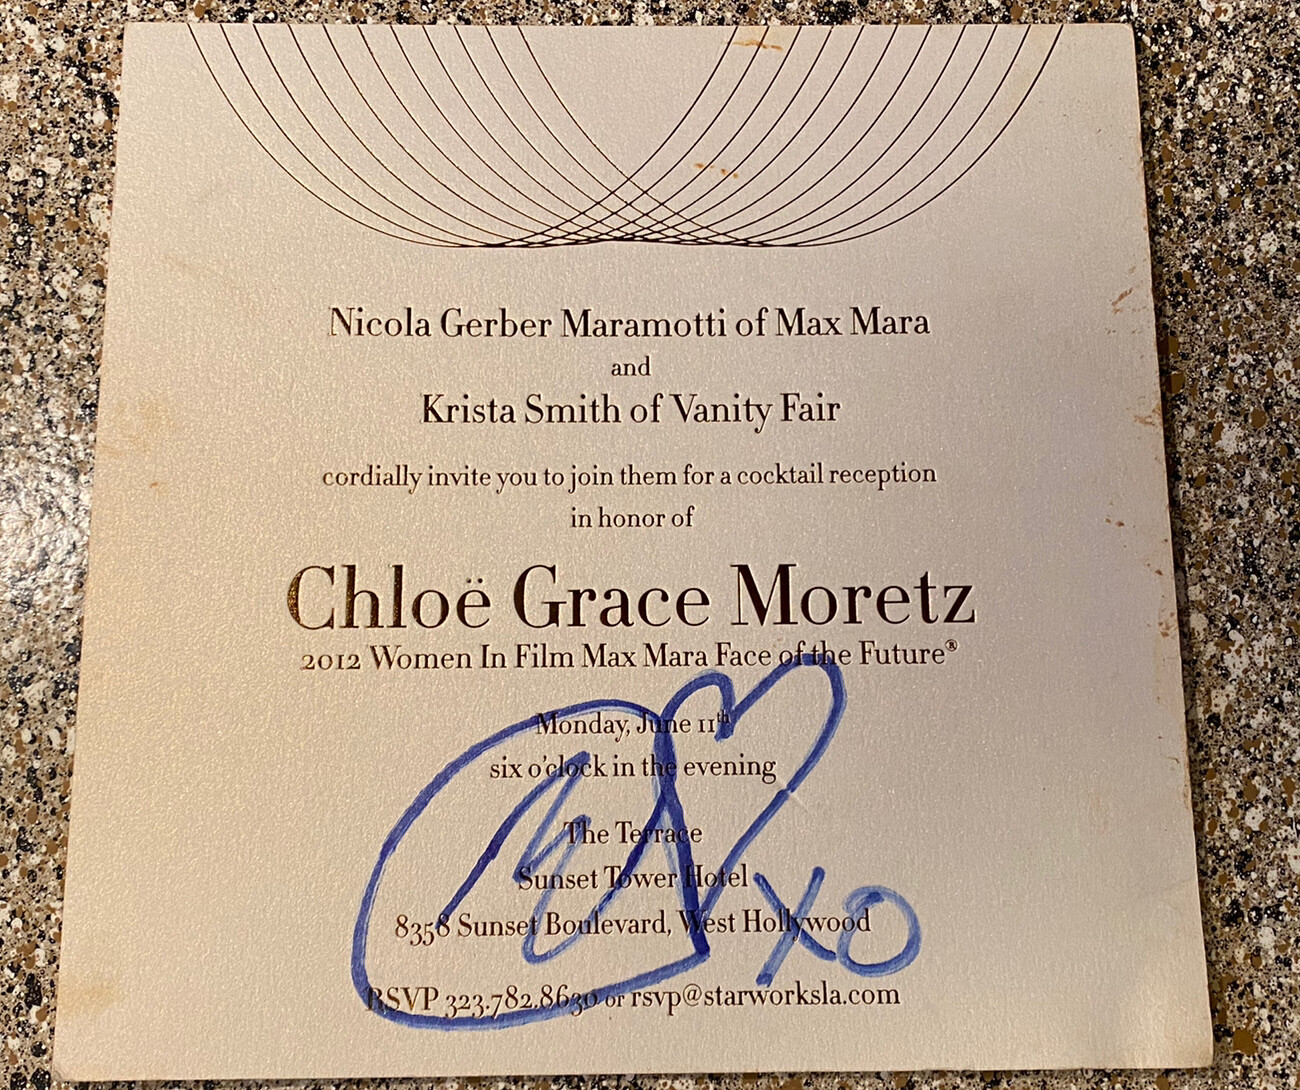 Nicola Gerber Maramotti of Max Mara
and
Krista Smith of Vanity Fair
cordially invite you to join them for a cocktail reception
in honor of
Chloë Grace Moretz
2012 Women In Film Max Mara Face of the Future®
Monday, June 11th
six o'clock in the evening
The Terrace
Sunset Tower Hotel
8358 Sunset Boulevard, West Hollywood
XO
RSVP 323.782.8630 or rsvp@starworksla.com